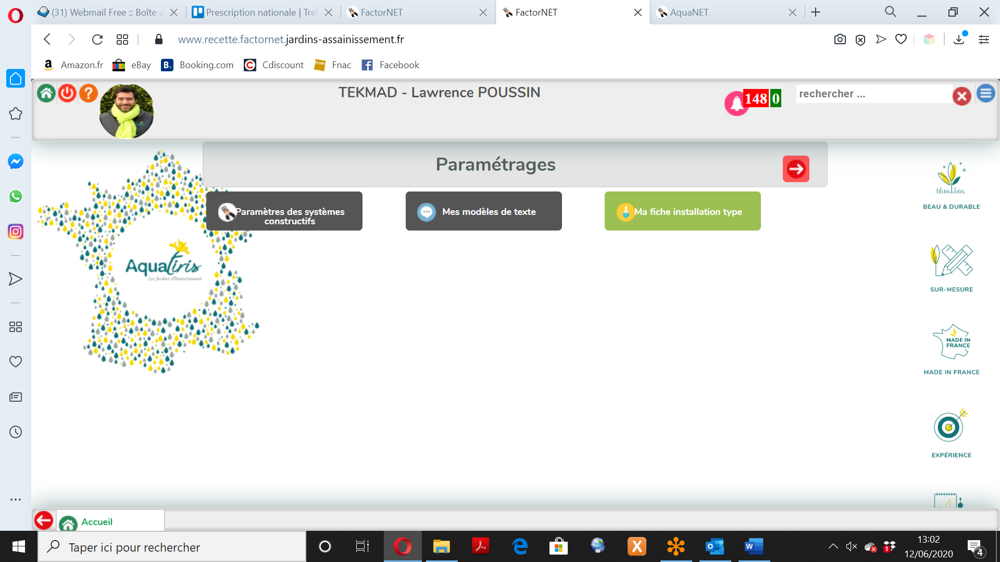 (31) Webmail Free :: Boîte d
Prescription nationale | Trel
FactorNET
FactorNET
AquaNET
www.recette.factornet.jardins-assainissement.fr
Amazon.fr
eBay
Booking.com
Cdiscount
Fnac
Facebook
TEKMAD - Lawrence POUSSIN
148 0
rechercher ...
Paramétrages
Paramètres des systèmes
constructifs
Mes modèles de texte
Ma fiche installation type
Aquatiris
Les Jardins d'Assainissement
BEAU & DURABLE
SUR-MESURE
MADE IN
FRANCE
MADE IN FRANCE
EXPÉRIENCE
Accueil
Taper ici pour rechercher
13:02
12/06/2020
4